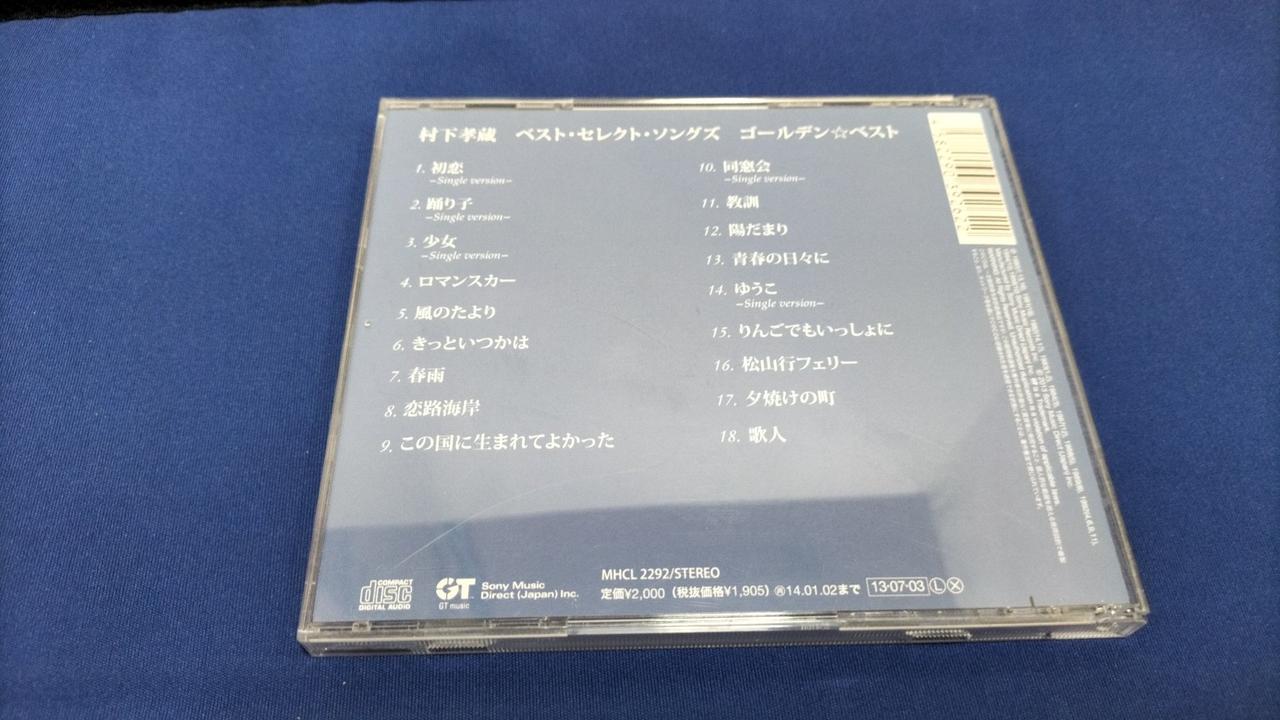 村下孝蔵 ベスト・セレクト・ソングズ ゴールデン☆ベスト
1. 初恋
−Single version−
2. 踊り子
−Single version−
3. 少女
−Single version−
4. ロマンスカー
5. 風のたより
6. きっといつかは
7. 春雨
8. 恋路海岸
9. この国に生まれてよかった
10. 同窓会
−Single version−
11. 教訓
12. 陽だまり
13. 青春の日々に
14. ゆうこ
−Single version−
15. りんごでもいっしょに
16. 松山行フェリー
17. 夕焼けの町
18. 歌人
COMPACT
disc
DIGITAL AUDIO
GT
GT music
Sony Music
Direct (Japan) Inc.
MHCL 2292/STEREO
定価¥2,000（税抜価格¥1,905）㋐14.01.02まで 13・07・03 Ⓛ Ⓧ